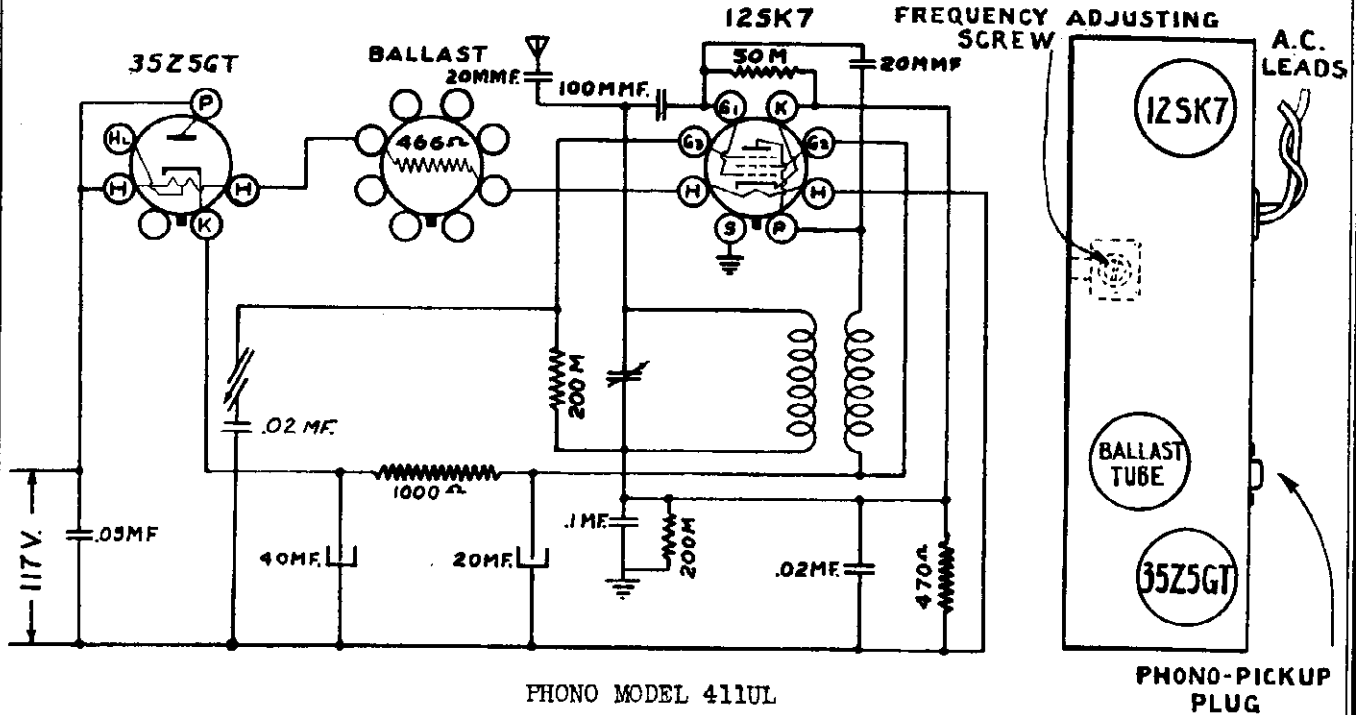 12SK7
FREQUENCY ADJUSTING
SCREW
A.C.
LEADS
35Z5GT
BALLAST
20MMF.
100MMF.
50M
20MMF
P
HL
H
H
K
466Ω
G1
K
G3
G2
H
H
S
P
12SK7
200M
.02 MF.
1000Ω
117V.
.05MF
40MF.
20MF.
.1MF.
200M
.02MF.
470Ω
BALLAST
TUBE
35Z5GT
PHONO MODEL 411UL
PHONO-PICKUP
PLUG